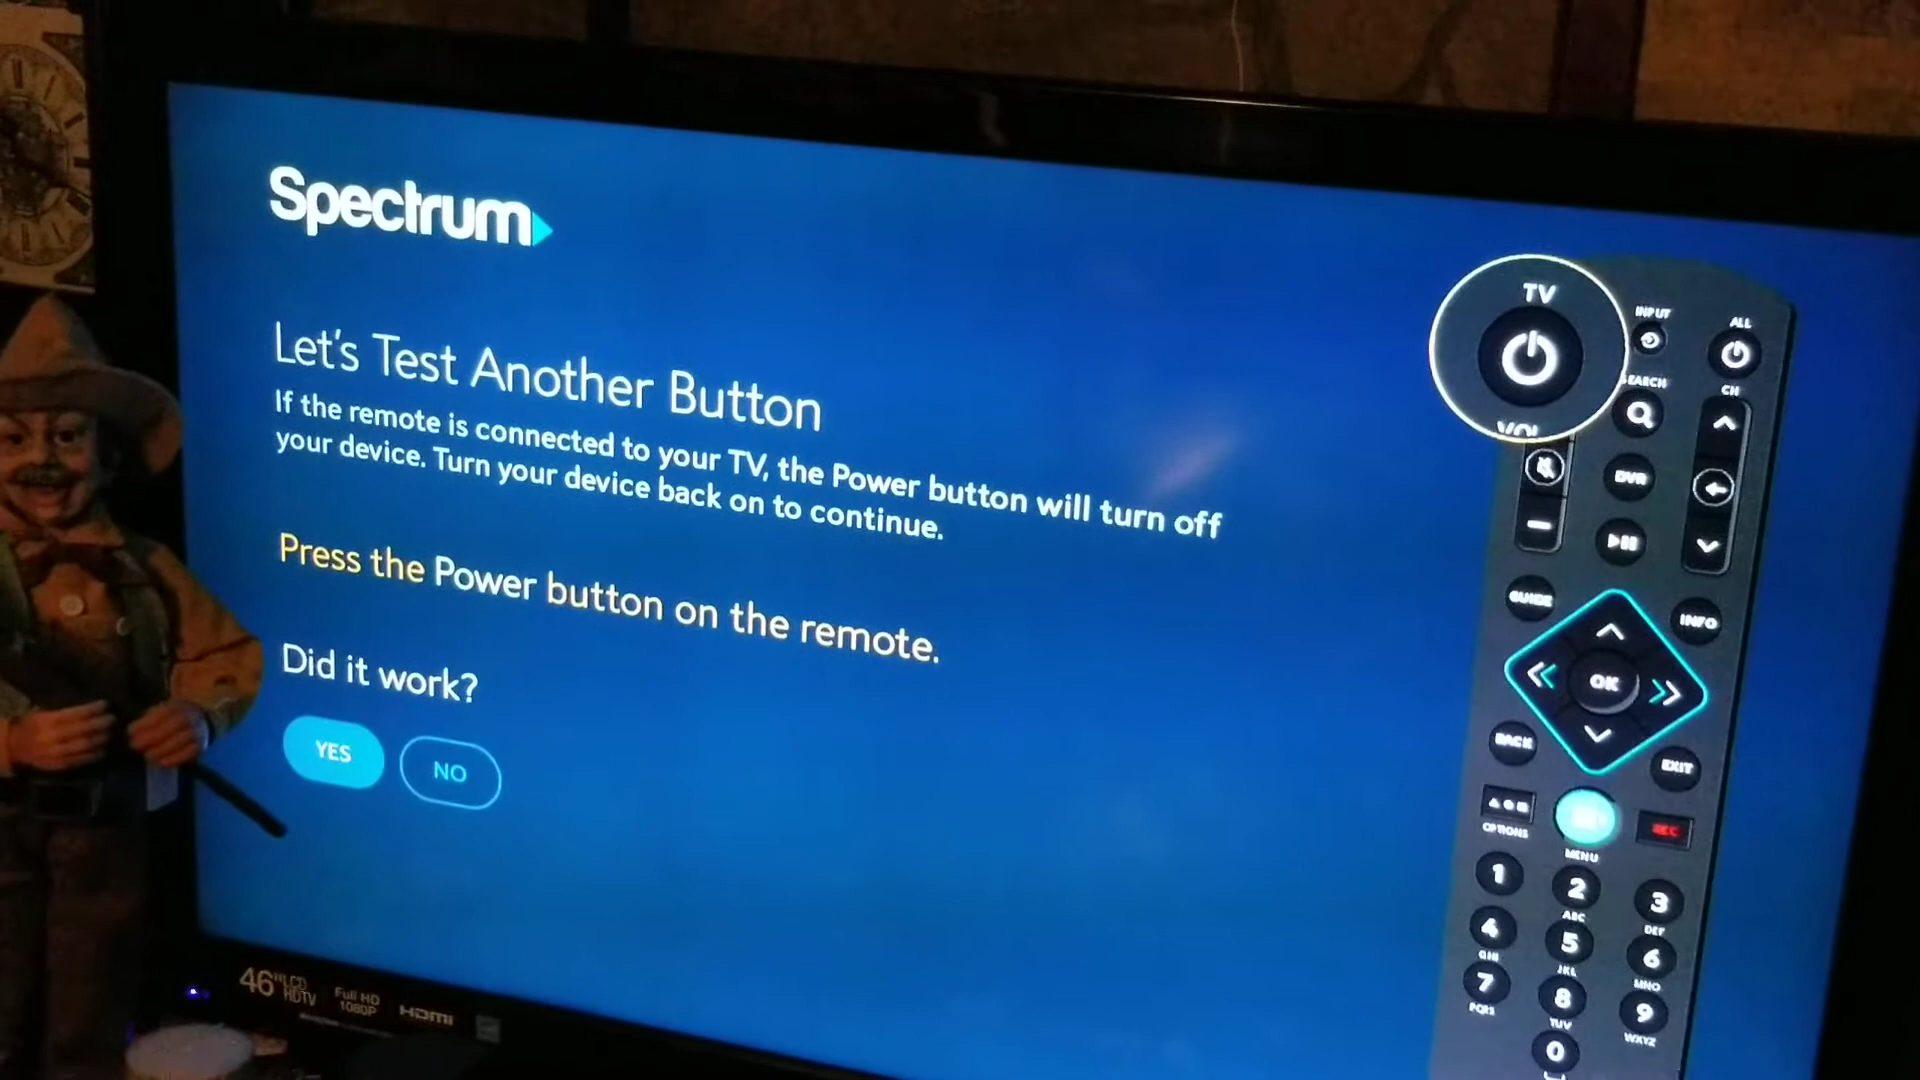 Spectrum
Let's Test Another Button
If the remote is connected to your TV, the Power button will turn off
your device. Turn your device back on to continue.
Press the Power button on the remote.
Did it work?
YES
NO
TV
INPUT
ALL
VOL
SEARCH
CH
DVR
GUIDE
INFO
OK
BACK
EXIT
OPTIONS
REC
MENU
1
2
3
ABC
DEF
4
5
6
GHI
JKL
MNO
7
8
9
PQRS
TUV
WXYZ
0
46" LCD
HDTV
Full HD
1080P
HDMI